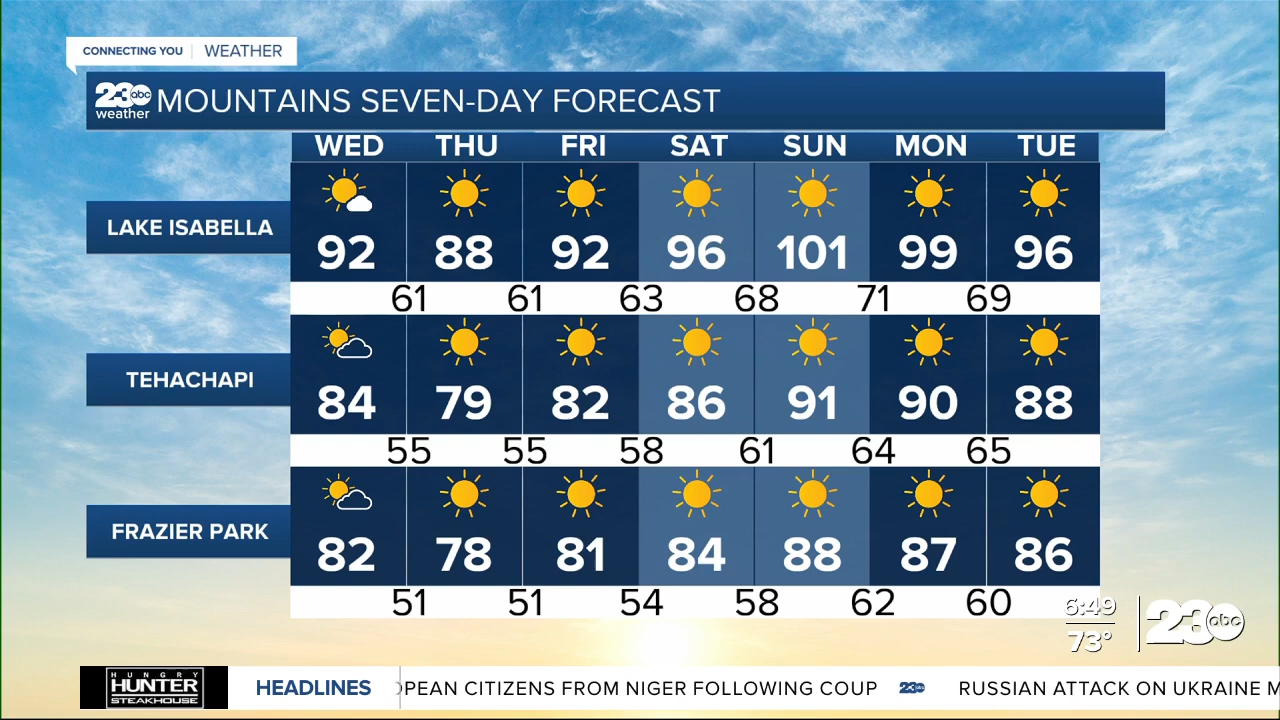 CONNECTING YOU | WEATHER
23 abc weather
MOUNTAINS SEVEN-DAY FORECAST
WED THU FRI SAT SUN MON TUE
LAKE ISABELLA
92 88 92 96 101 99 96
61 61 63 68 71 69
TEHACHAPI
84 79 82 86 91 90 88
55 55 58 61 64 65
FRAZIER PARK
82 78 81 84 88 87 86
51 51 54 58 62 60
6:49
73°
23 abc
HUNGRY
HUNTER
STEAKHOUSE
HEADLINES
OPEAN CITIZENS FROM NIGER FOLLOWING COUP 23 abc RUSSIAN ATTACK ON UKRAINE M